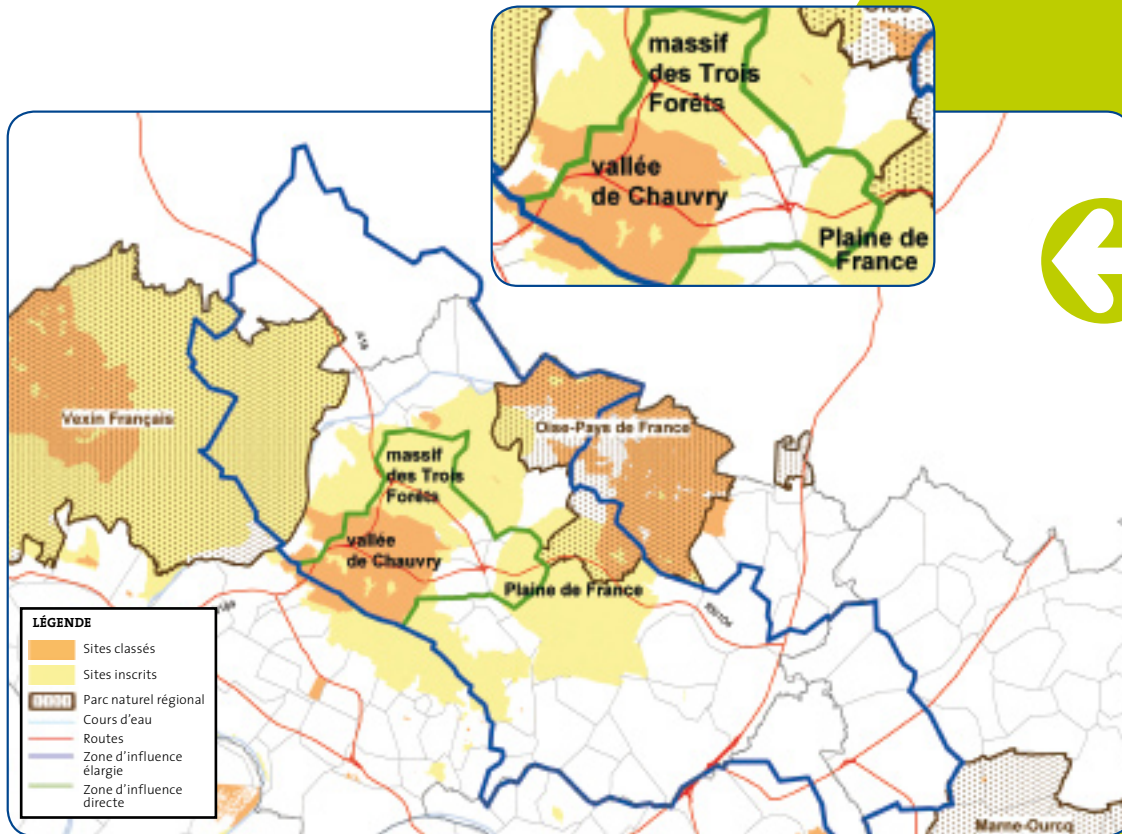 massif
des Trois
Forêts
vallée
de Chauvry
Plaine de
France
A16
Vexin Français
Oise-Pays de France
massif
des Trois
Forêts
vallée
de Chauvry
Plaine de France
LÉGENDE
Sites classés
Sites inscrits
Parc naturel régional
Cours d'eau
Routes
Zone d'influence
élargie
Zone d'influence
directe
Marne-Ourcq